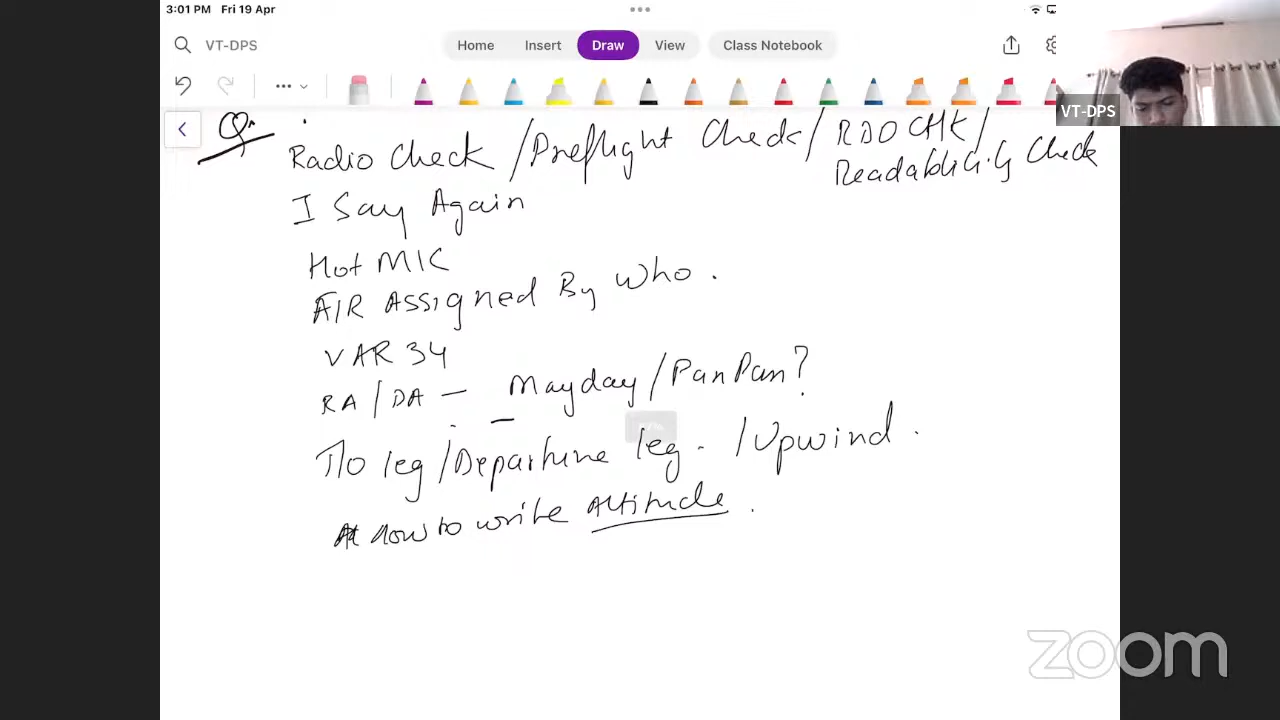 3:01 PM Fri 19 Apr
VT-DPS
Home Insert Draw View Class Notebook
VT-DPS
Q:
Radio Check / Preflight Check / RDO CHK /
Readability Check
I Say Again
Hot MIC
AIR Assigned By Who .
VAR 34
RA / DA — Mayday / PanPan?
T/O leg / Departure leg . / Upwind .
How to write Altitude .
zoom